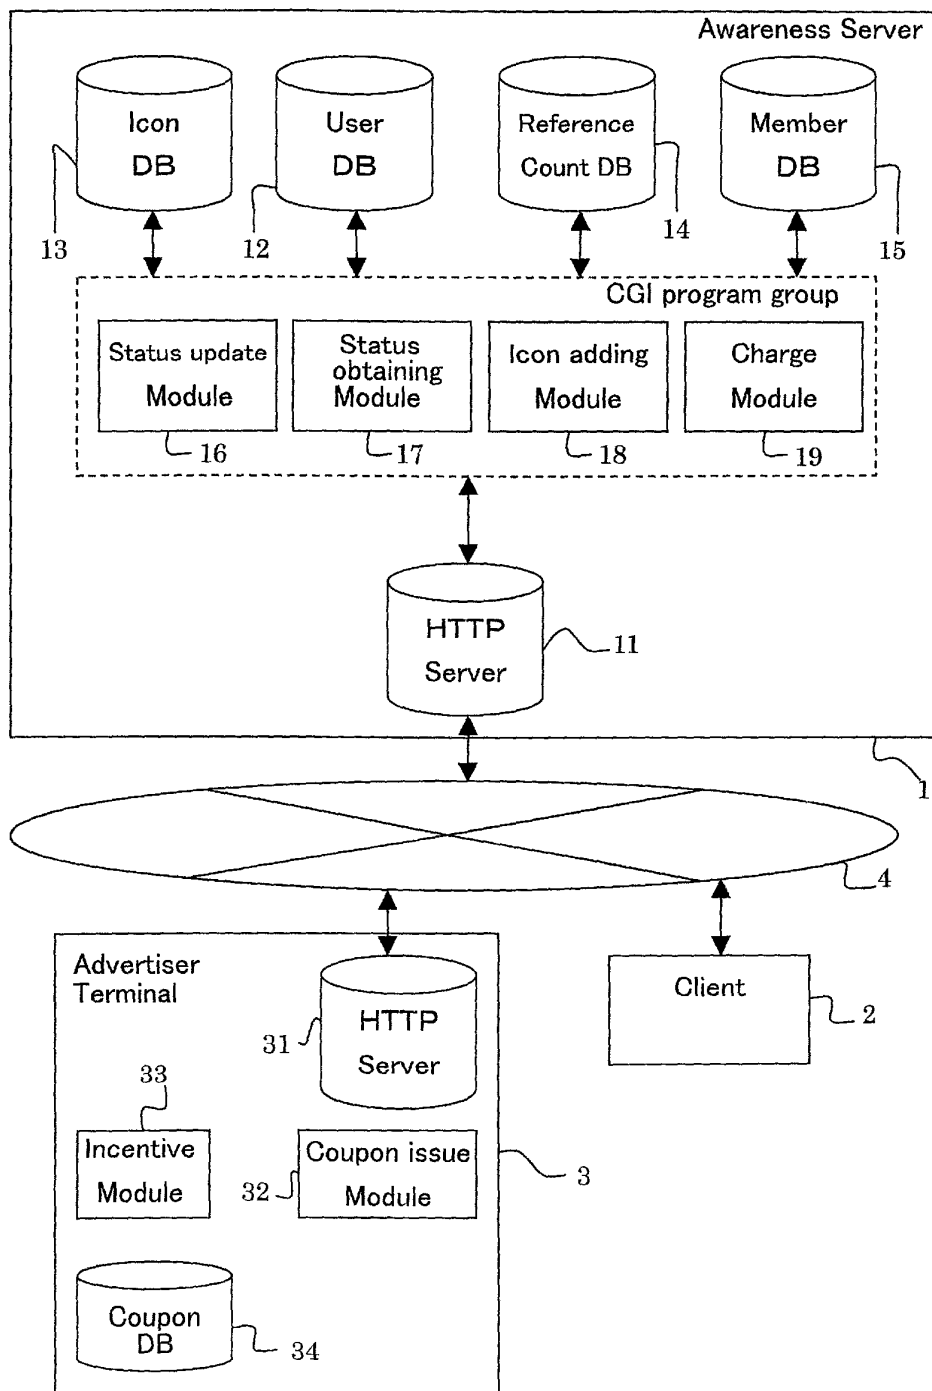 Awareness Server
Icon
DB
User
DB
Reference
Count DB
Member
DB
13
12
14
15
CGI program group
Status update
Module
Status
obtaining
Module
Icon adding
Module
Charge
Module
16
17
18
19
HTTP
Server
11
1
4
Advertiser
Terminal
HTTP
Server
31
Client
2
33
Incentive
Module
Coupon issue
Module
32
3
Coupon
DB
34